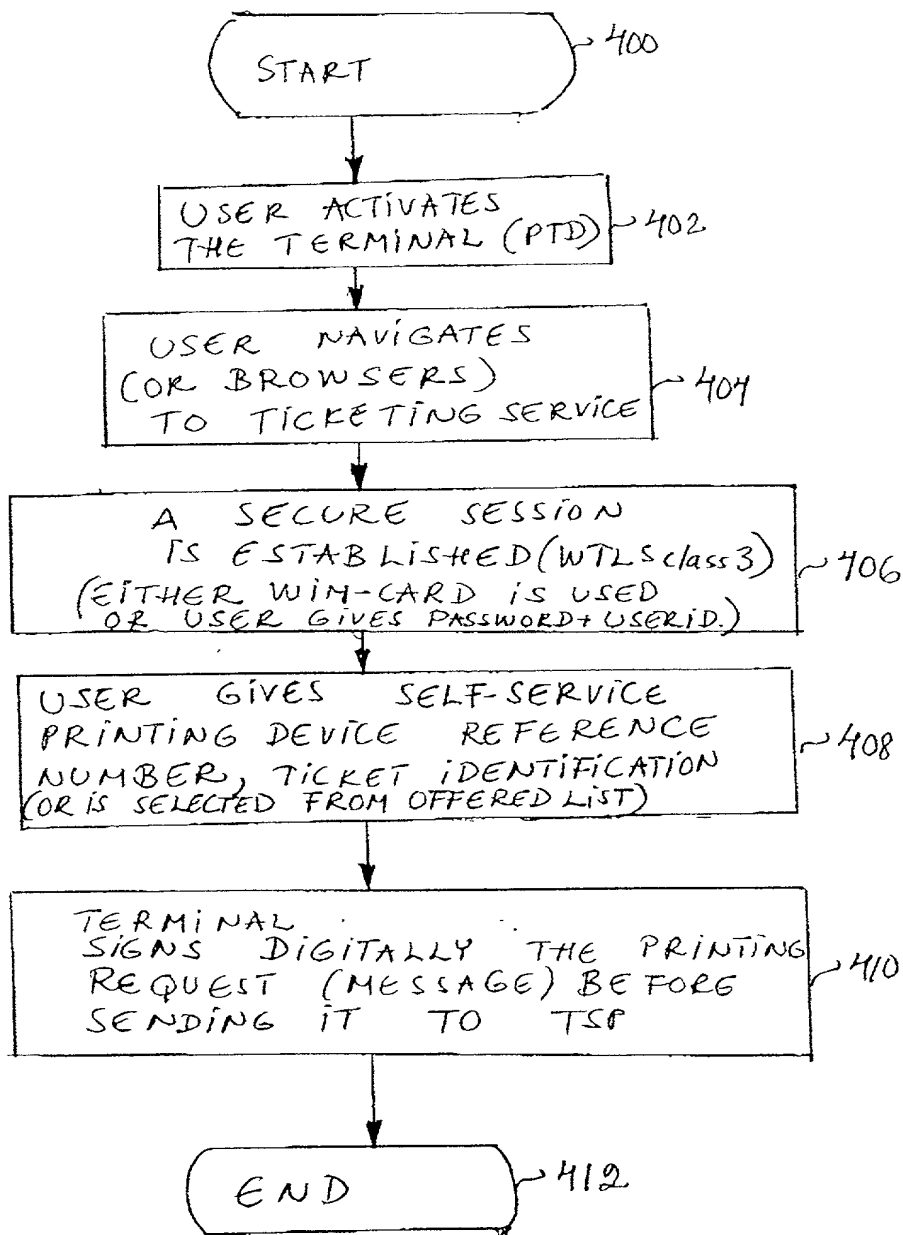 START
400
USER ACTIVATES
THE TERMINAL (PTD)
402
USER NAVIGATES
(OR BROWSERS)
TO TICKETING SERVICE
404
A SECURE SESSION
IS ESTABLISHED (WTLS class 3)
(EITHER WIM-CARD IS USED
OR USER GIVES PASSWORD + USERID.)
406
USER GIVES SELF-SERVICE
PRINTING DEVICE REFERENCE
NUMBER, TICKET IDENTIFICATION
(OR IS SELECTED FROM OFFERED LIST)
408
TERMINAL
SIGNS DIGITALLY THE PRINTING
REQUEST (MESSAGE) BEFORE
SENDING IT TO TSP
410
END
412